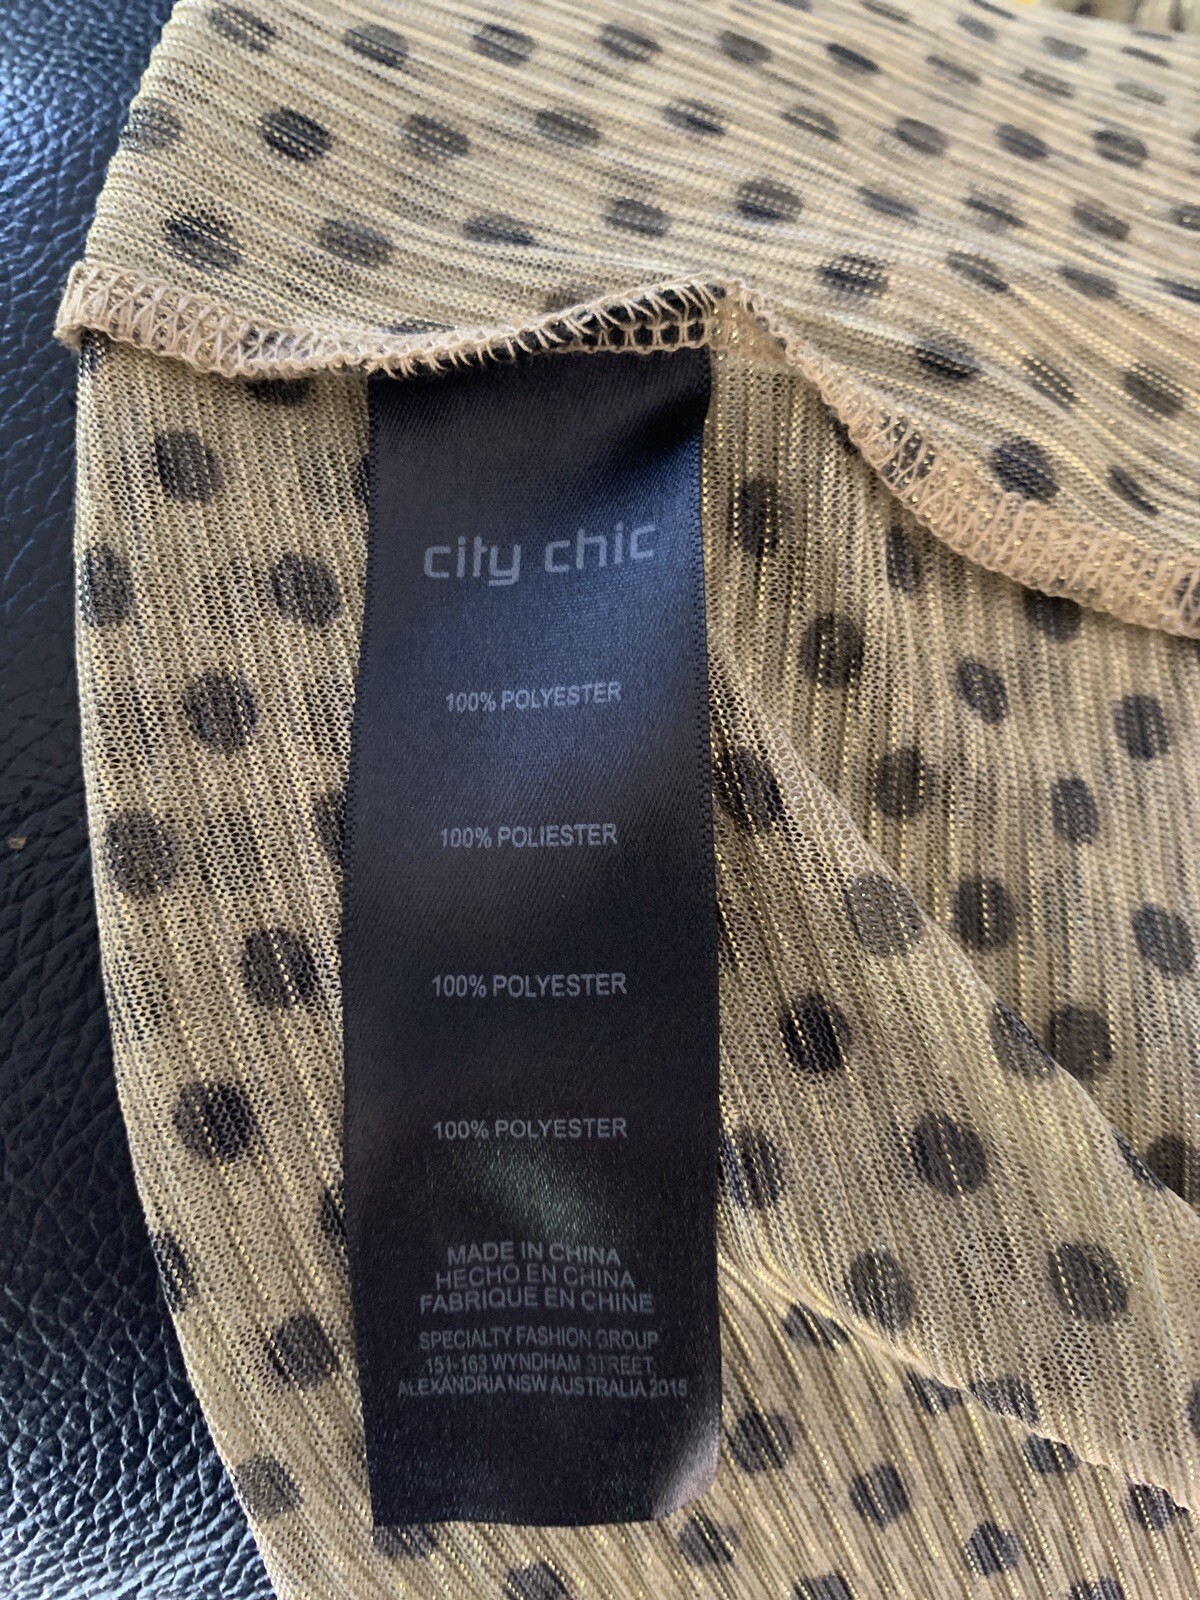 city chic
100% POLYESTER
100% POLIESTER
100% POLYESTER
100% POLYESTER
MADE IN CHINA
HECHO EN CHINA
FABRIQUE EN CHINE
SPECIALTY FASHION GROUP
151-163 WYNDHAM STREET,
ALEXANDRIA NSW AUSTRALIA 2015